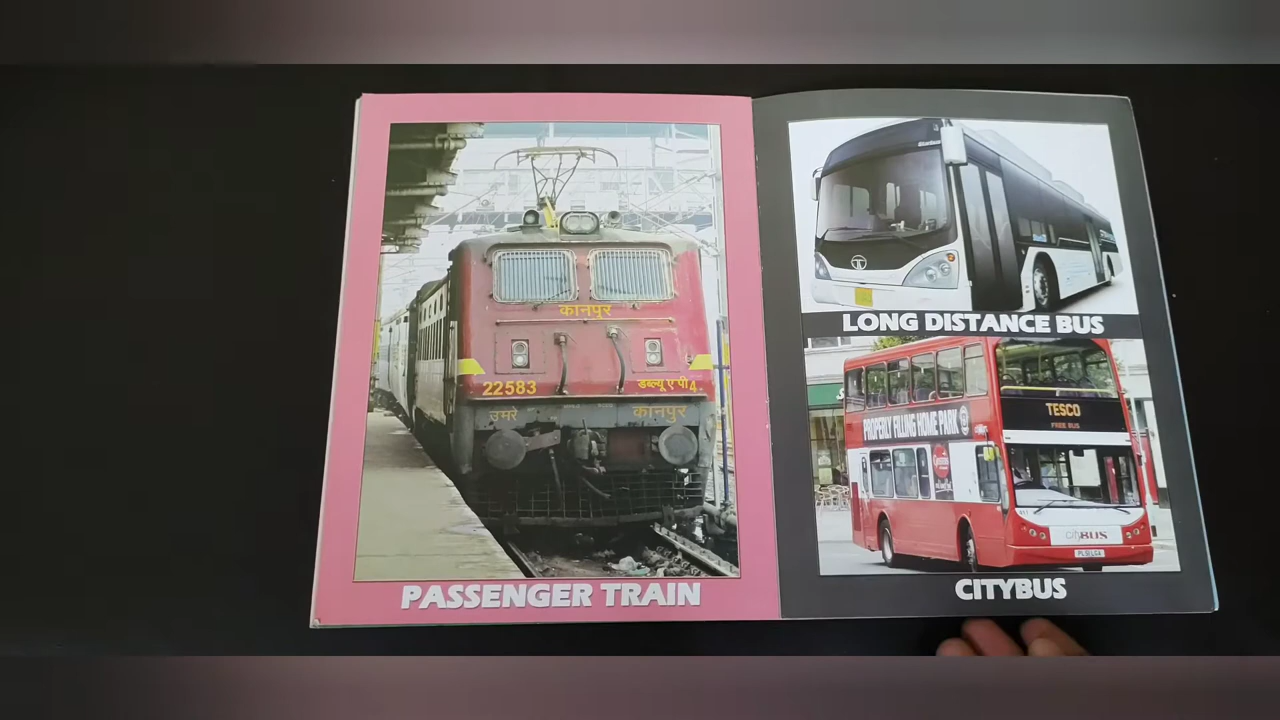 कानपुर
22583 डब्ल्यू ए पी4.
उमरे कानपुर
PASSENGER TRAIN
LONG DISTANCE BUS
TESCO
FREE BUS
PROPERLY FILLING HOME PARK
cityBUS
PL51LGA
CITYBUS